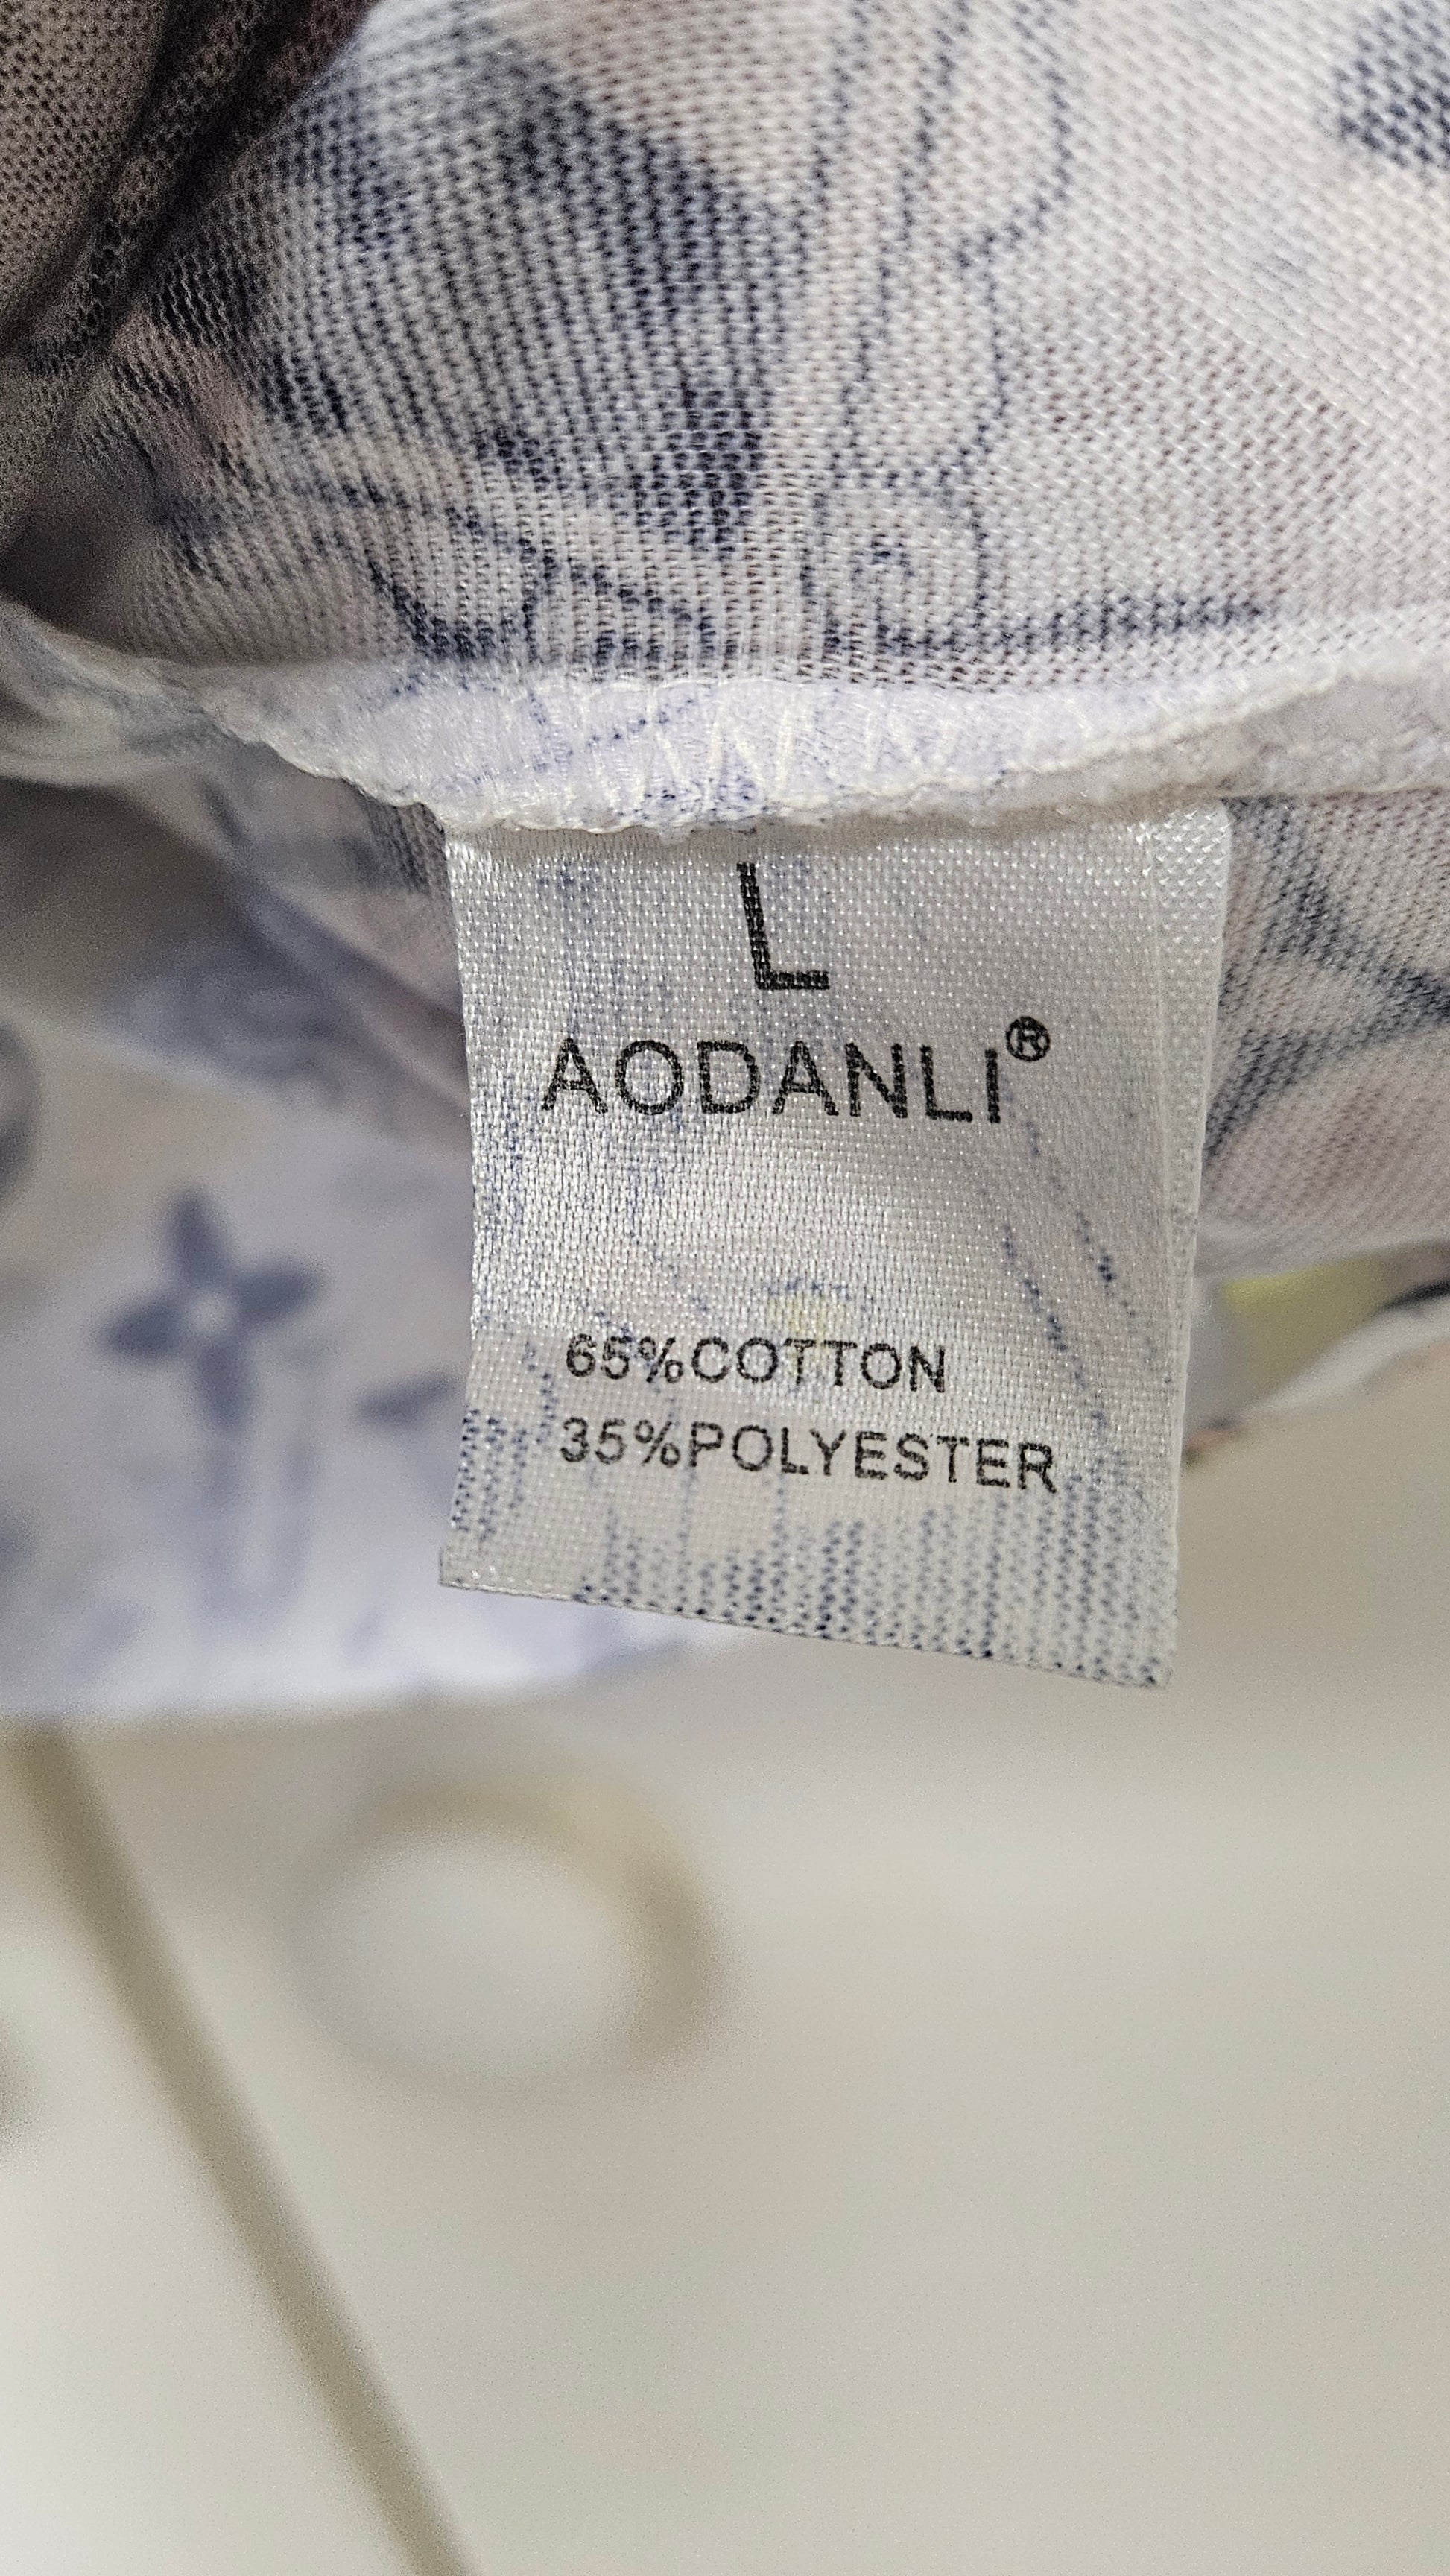 L
AODANLI®
65%COTTON
35%POLYESTER